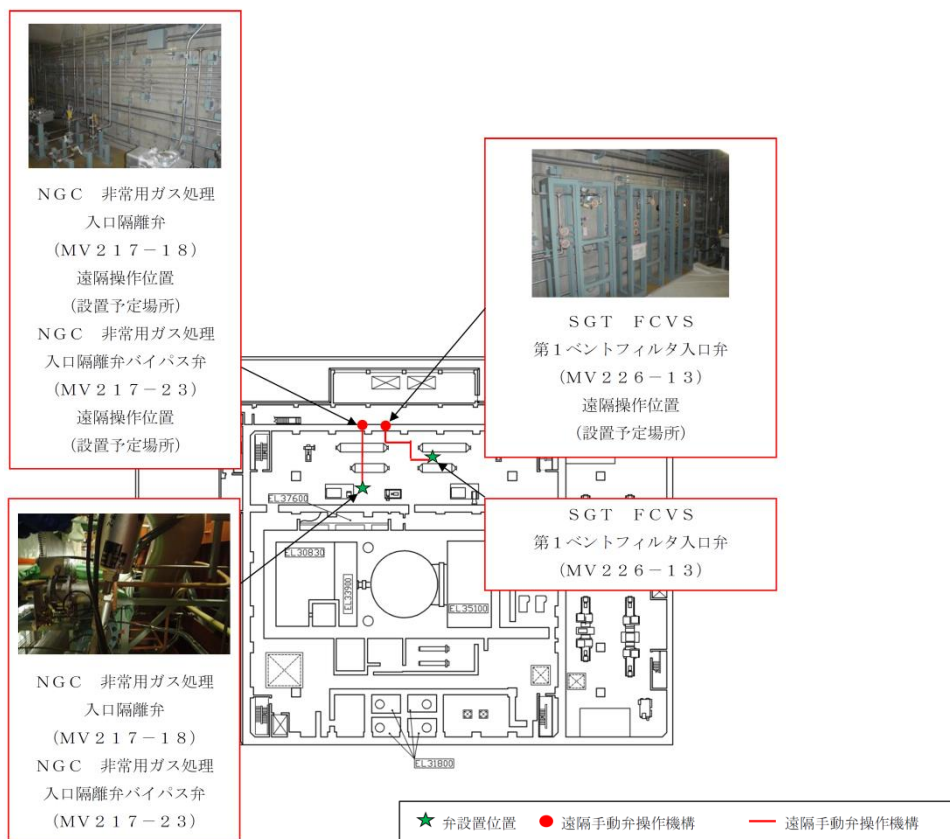 NGC 非常用ガス処理
入口隔離弁
(MV217-18)
遠隔操作位置
(設置予定場所)
NGC 非常用ガス処理
入口隔離弁バイパス弁
(MV217-23)
遠隔操作位置
(設置予定場所)
SGT FCVS
第1ベントフィルタ入口弁
(MV226-13)
遠隔操作位置
(設置予定場所)
SGT FCVS
第1ベントフィルタ入口弁
(MV226-13)
NGC 非常用ガス処理
入口隔離弁
(MV217-18)
NGC 非常用ガス処理
入口隔離弁バイパス弁
(MV217-23)
EL37600
EL30830
EL33900
EL35100
EL31800
弁設置位置
遠隔手動弁操作機構
遠隔手動弁操作機構